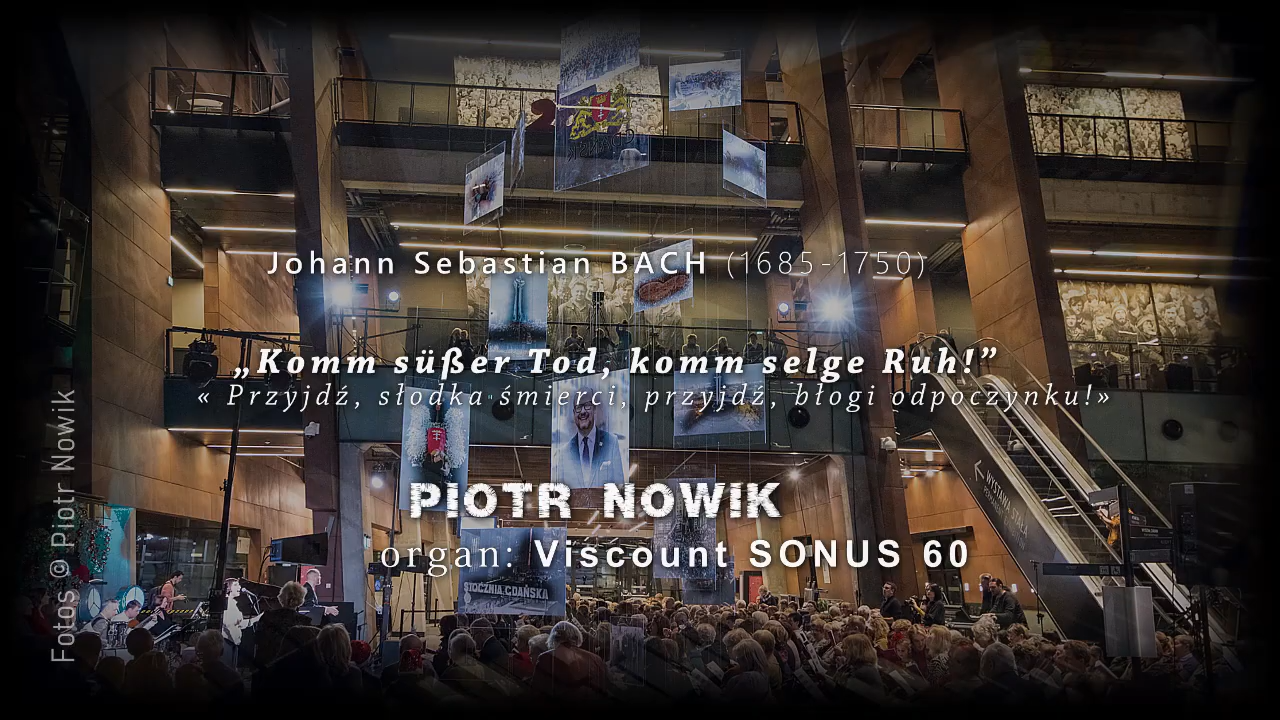 Johann Sebastian BACH (1685-1750)
„Komm süßer Tod, komm selge Ruh!”
« Przyjdź, słodka śmierci, przyjdź, błogi odpoczynku!»
PIOTR NOWIK
organ: Viscount SONUS 60
Fotos © Piotr Nowik
STOCZNIA GDAŃSKA
WYSTAWA STAŁA